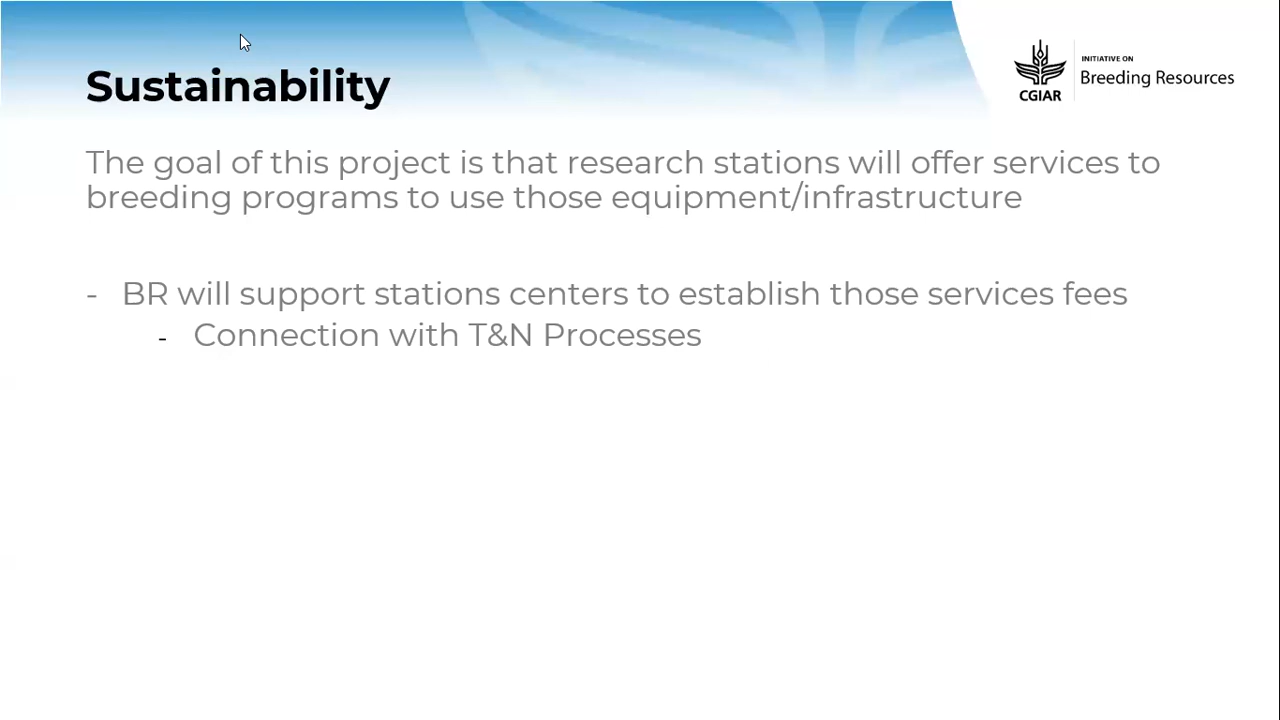 Sustainability
INITIATIVE ON
Breeding Resources
CGIAR
The goal of this project is that research stations will offer services to
breeding programs to use those equipment/infrastructure
- BR will support stations centers to establish those services fees
- Connection with T&N Processes